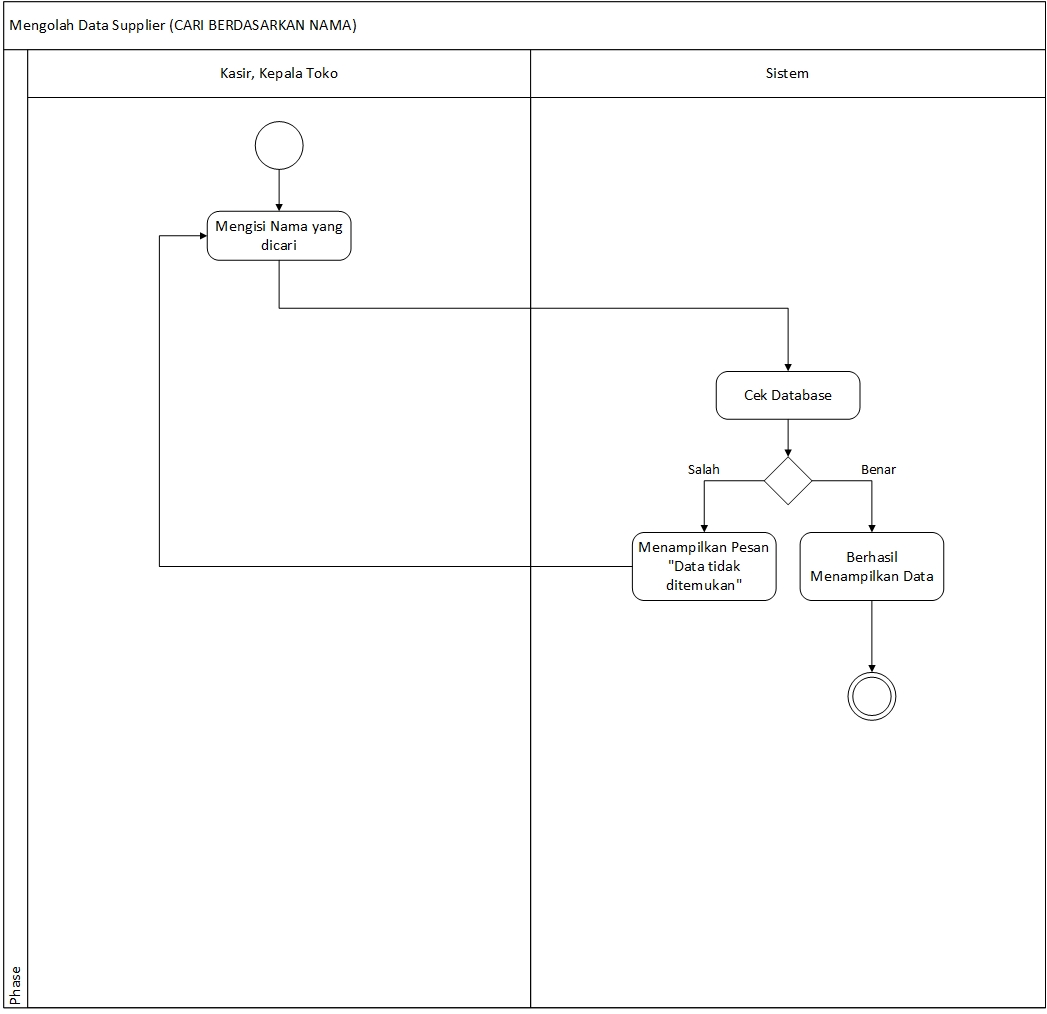 Mengolah Data Supplier (CARI BERDASARKAN NAMA)
Kasir, Kepala Toko
Sistem
Mengisi Nama yang
dicari
Cek Database
Salah
Benar
Menampilkan Pesan
"Data tidak
ditemukan"
Berhasil
Menampilkan Data
Phase